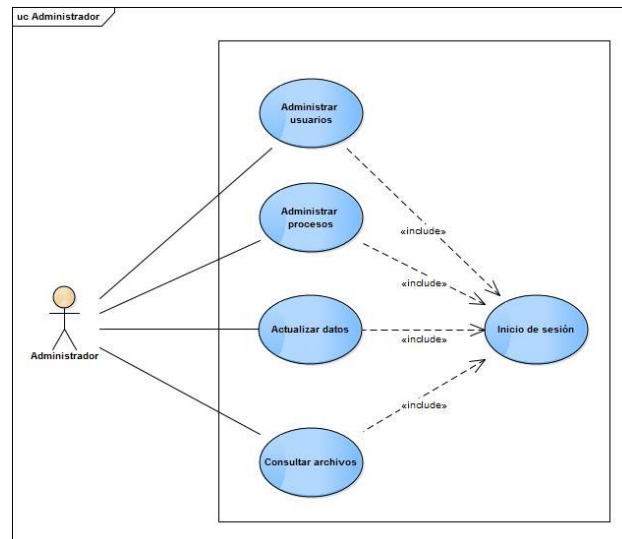 uc Administrador
Administrar
usuarios
«include»
Administrar
procesos
«include»
Administrador
Actualizar datos
«include»
Inicio de sesión
«include»
Consultar archivos